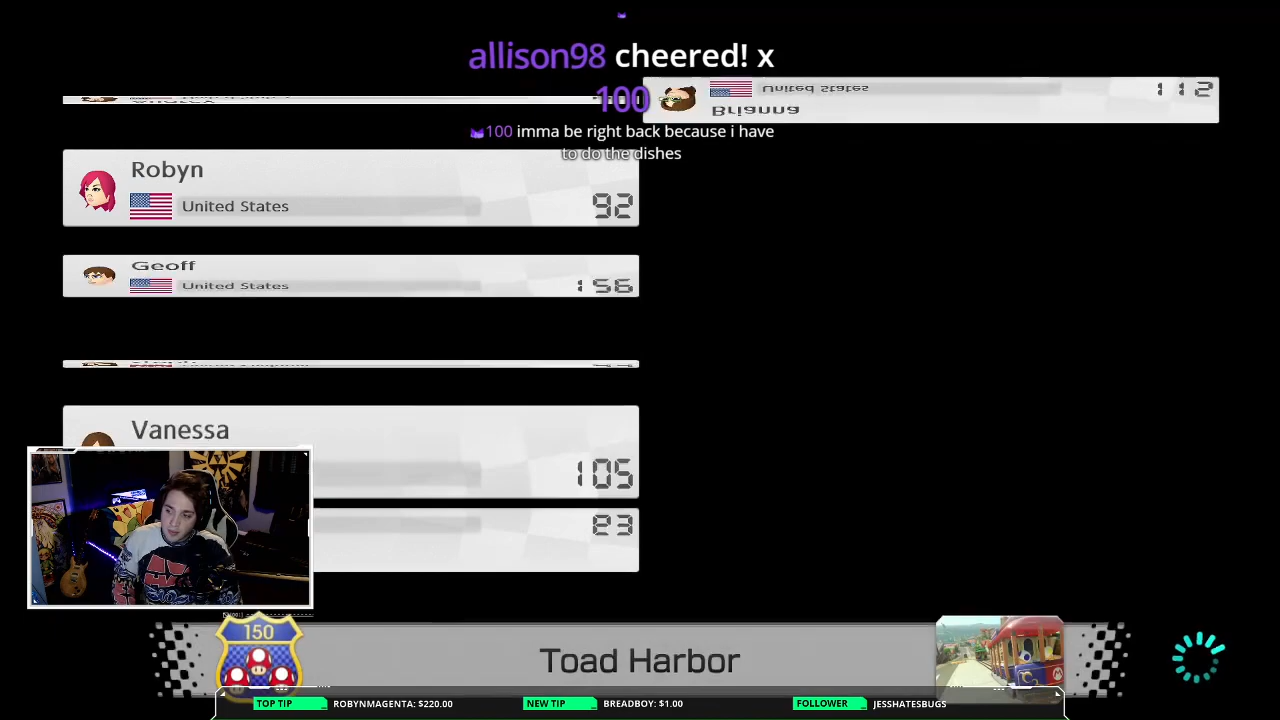 allison98 cheered! x
100
100 imma be right back because i have
to do the dishes
United States 112
Brianna
Robyn
United States 92
Geoff
United States 156
Vanessa
105
150
Toad Harbor
TOP TIP ROBYNMAGENTA: $220.00 NEW TIP BREADBOY: $1.00 FOLLOWER JESSHATESBUGS